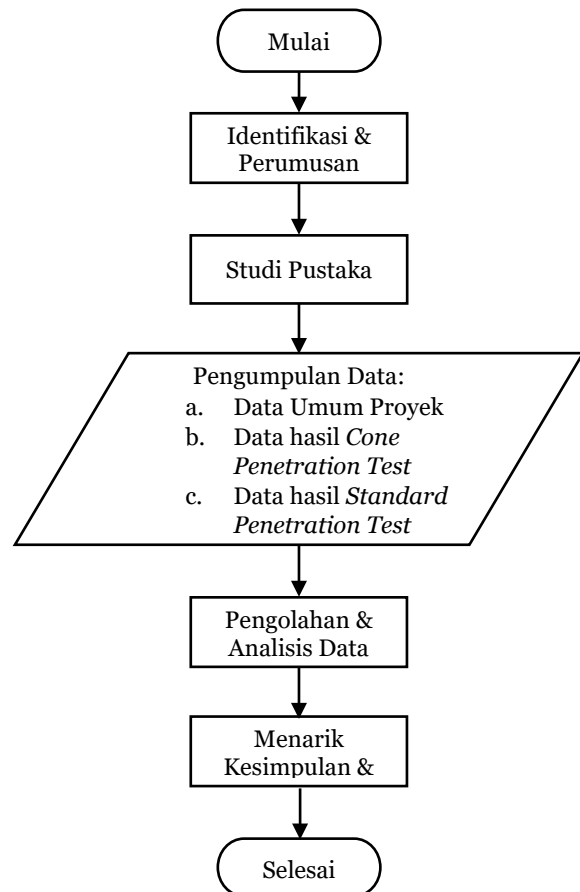 Mulai
Identifikasi &
Perumusan
Studi Pustaka
Pengumpulan Data:
a. Data Umum Proyek
b. Data hasil Cone
Penetration Test
c. Data hasil Standard
Penetration Test
Pengolahan &
Analisis Data
Menarik
Kesimpulan &
Selesai